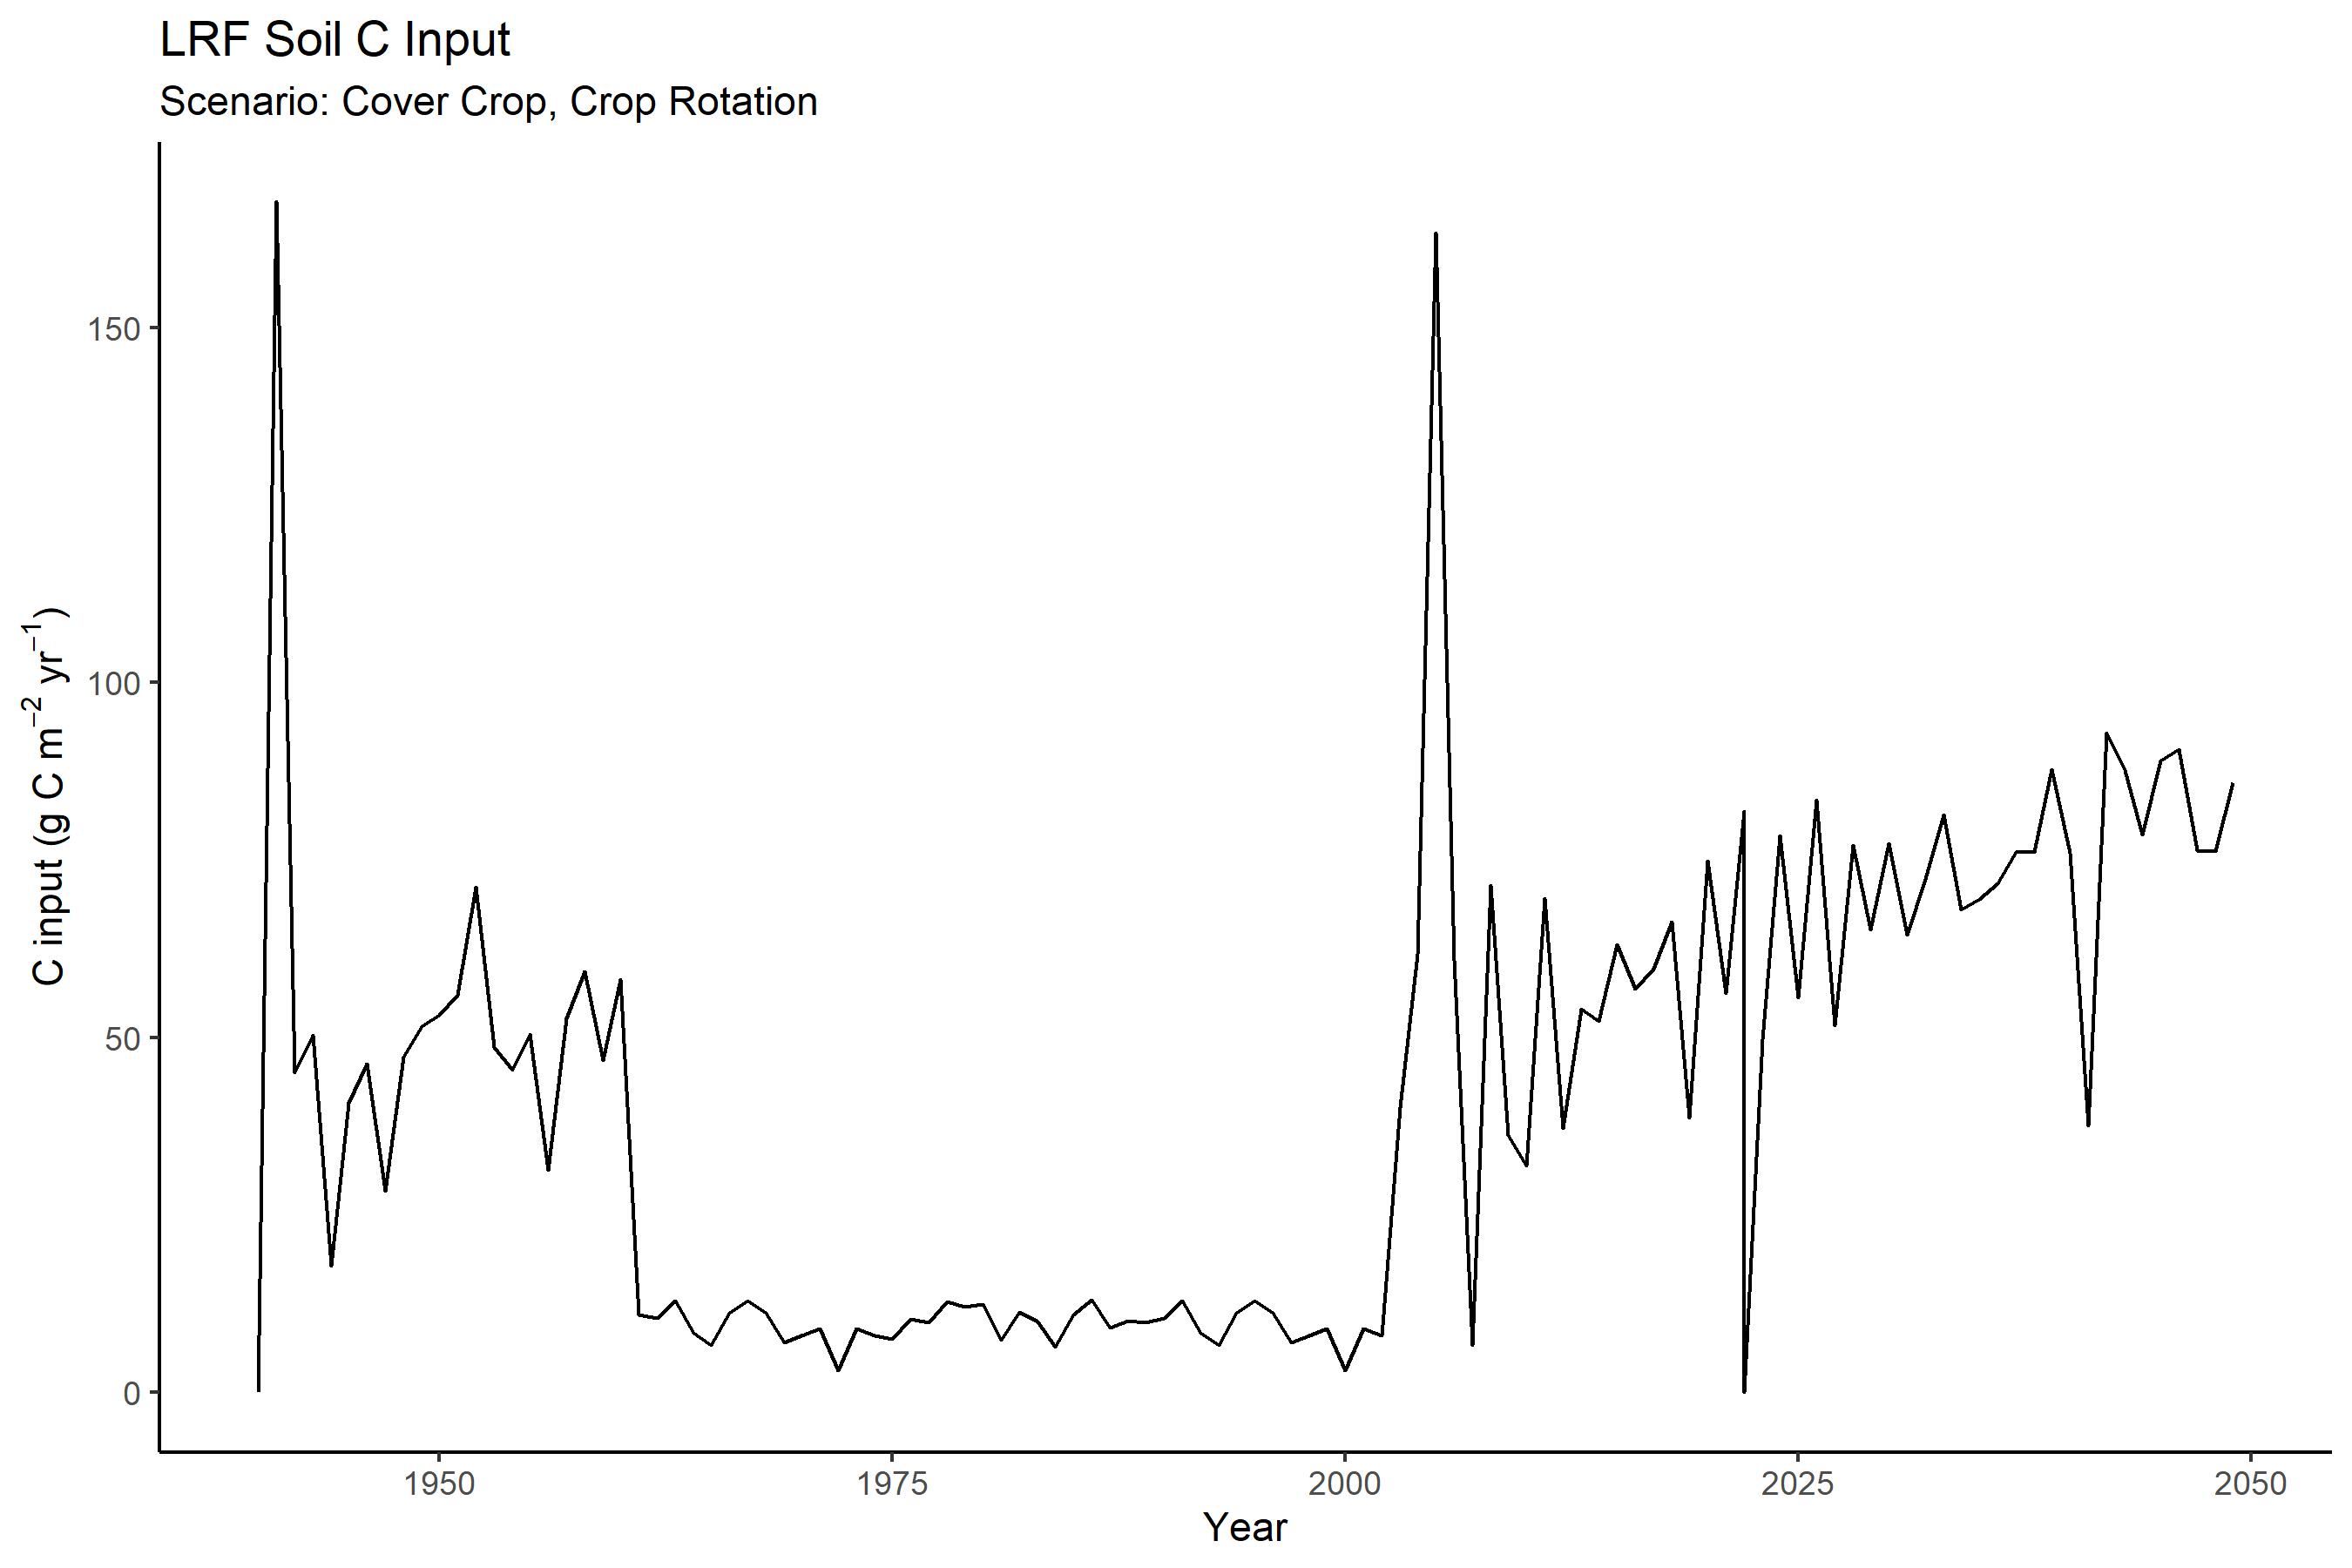 LRF Soil C Input
Scenario: Cover Crop, Crop Rotation
C input (g C m⁻² yr⁻¹)
150
100
50
0
1950 1975 2000 2025 2050
Year